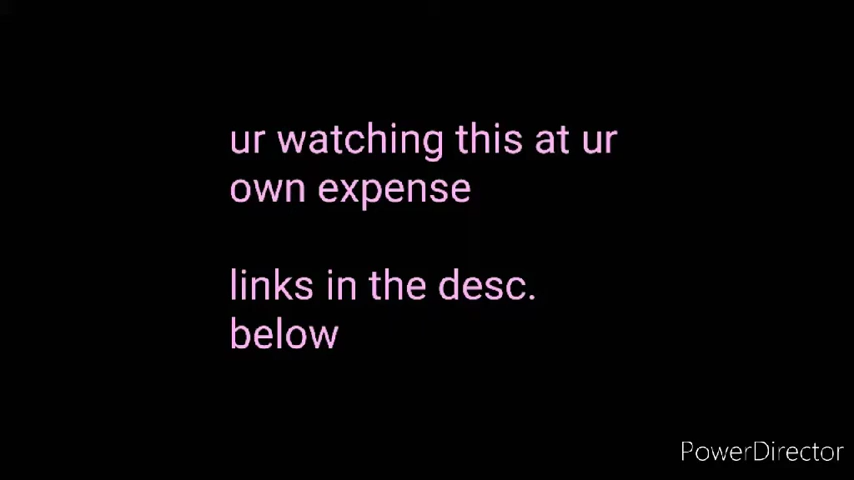 ur watching this at ur
own expense
links in the desc.
below
PowerDirector